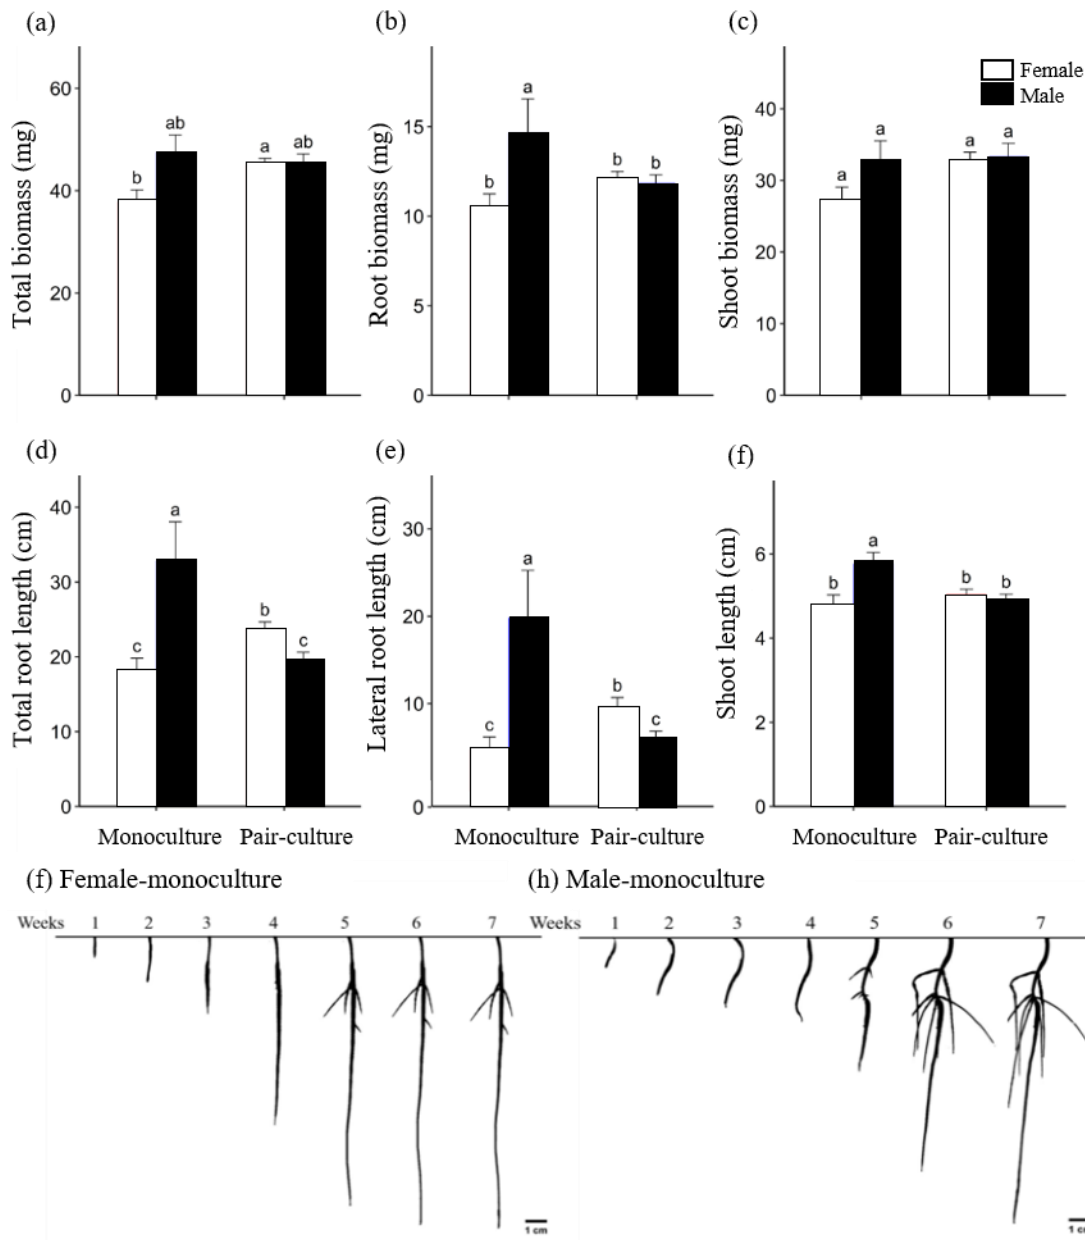 (a)
(b)
(c)
Female
Male
Total biomass (mg)
60
40
20
0
b
ab
a
ab
Root biomass (mg)
15
10
5
0
b
a
b
b
Shoot biomass (mg)
40
30
20
10
0
a
a
a
a
(d)
(e)
(f)
Total root length (cm)
40
30
20
10
0
c
a
b
c
Monoculture Pair-culture
Lateral root length (cm)
30
20
10
0
c
a
b
c
Monoculture Pair-culture
Shoot length (cm)
6
4
2
0
b
a
b
b
Monoculture Pair-culture
(f) Female-monoculture
Weeks 1 2 3 4 5 6 7
1 cm
(h) Male-monoculture
Weeks 1 2 3 4 5 6 7
1 cm